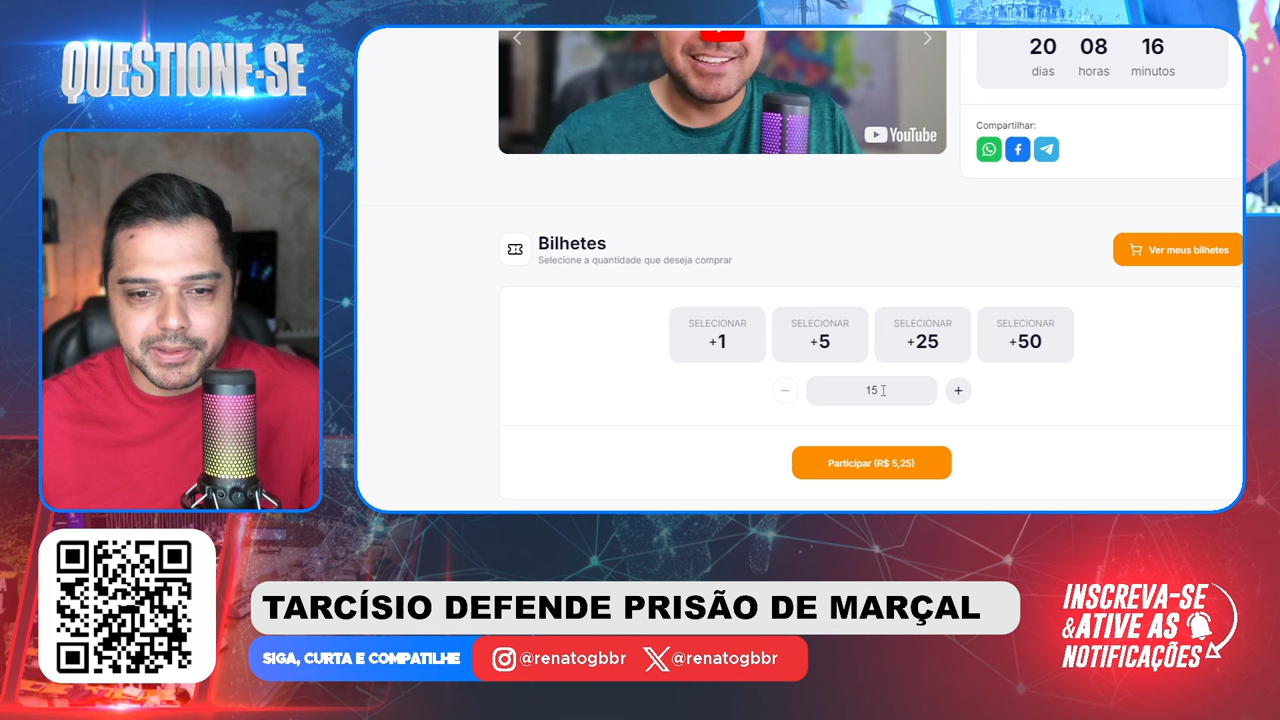 QUESTIONE-SE
YouTube
20 08 16
dias horas minutos
Compartilhar:
Bilhetes
Selecione a quantidade que deseja comprar
Ver meus bilhetes
SELECIONAR SELECIONAR SELECIONAR SELECIONAR
+1 +5 +25 +50
− 15 +
Participar (R$ 5,25)
TARCÍSIO DEFENDE PRISÃO DE MARÇAL
SIGA, CURTA E COMPATILHE @renatogbbr @renatogbbr
INSCREVA-SE
&ATIVE AS
NOTIFICAÇÕES